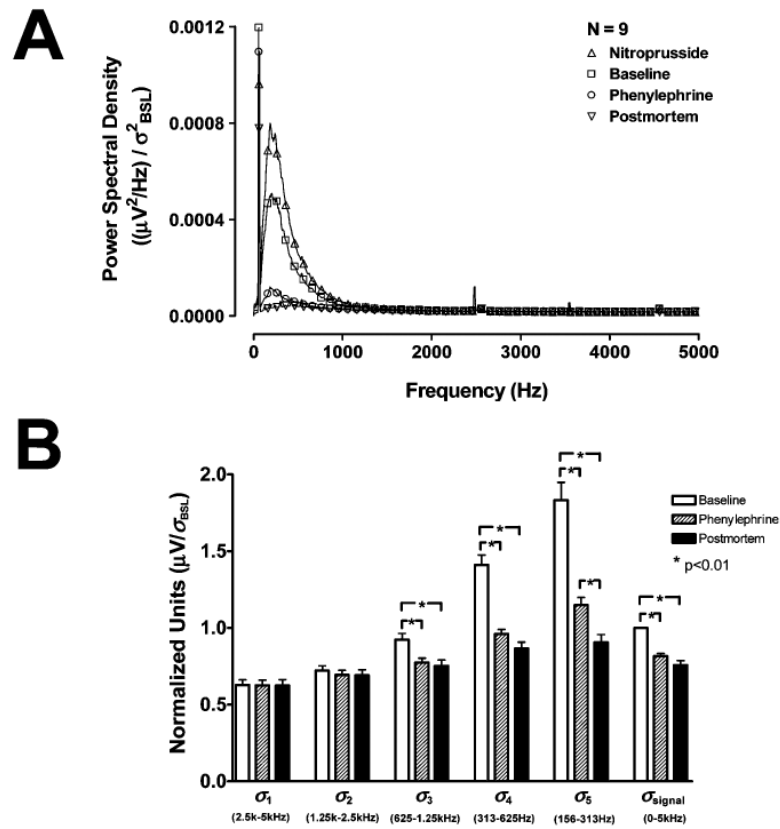 A
N = 9
Nitroprusside
Baseline
Phenylephrine
Postmortem
Power Spectral Density
((μV²/Hz) / σ²BSL
0.0012
0.0008
0.0004
0.0000
0 1000 2000 3000 4000 5000
Frequency (Hz)
B
Normalized Units (μV/σBSL)
2.0
1.5
1.0
0.5
0.0
* * * * * * * * *
Baseline
Phenylephrine
Postmortem
* p<0.01
σ1 σ2 σ3 σ4 σ5 σsignal
(2.5k-5kHz) (1.25k-2.5kHz) (625-1.25kHz) (313-625Hz) (156-313Hz) (0-5kHz)